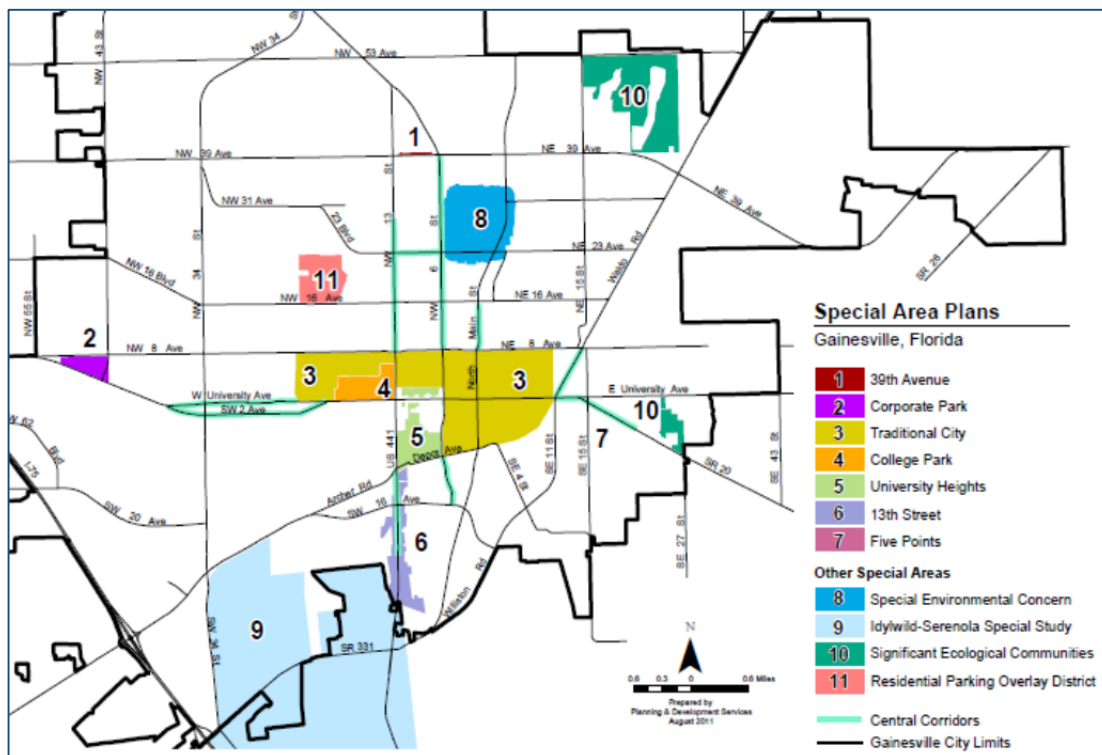 NW 43 St
NW 34
St
NW 53 Ave
10
1
NW 39 Ave
NE 39 Ave
NE 39 Ave
St
NW 31 Ave
23 Blvd
8
St
NE 23 Ave
Waldo Rd
SR 26
NW 34 St
13
NW
6
NW
NE 15 St
NW 16 Blvd
11
NW 16 Ave
NE 16 Ave
NW 55 St
North Main St
2
NW 8 Ave
NE 8 Ave
3
4
3
W University Ave
E University Ave
SW 2 Ave
10
5
7
US 441
Depot Ave
SE 11 St
SE 15 St
SE 43 St
SW 62 Blvd
I-75
SR 20
SE 4 St
Archer Rd
SW 20 Ave
SW 16 Ave
SE 27 St
6
Williston Rd
9
SR 331
Special Area Plans
Gainesville, Florida
1 39th Avenue
2 Corporate Park
3 Traditional City
4 College Park
5 University Heights
6 13th Street
7 Five Points
Other Special Areas
8 Special Environmental Concern
9 Idylwild-Serenola Special Study
10 Significant Ecological Communities
11 Residential Parking Overlay District
Central Corridors
Gainesville City Limits
N
0.6 0.3 0 0.6 Miles
Prepared by
Planning & Development Services
August 2011